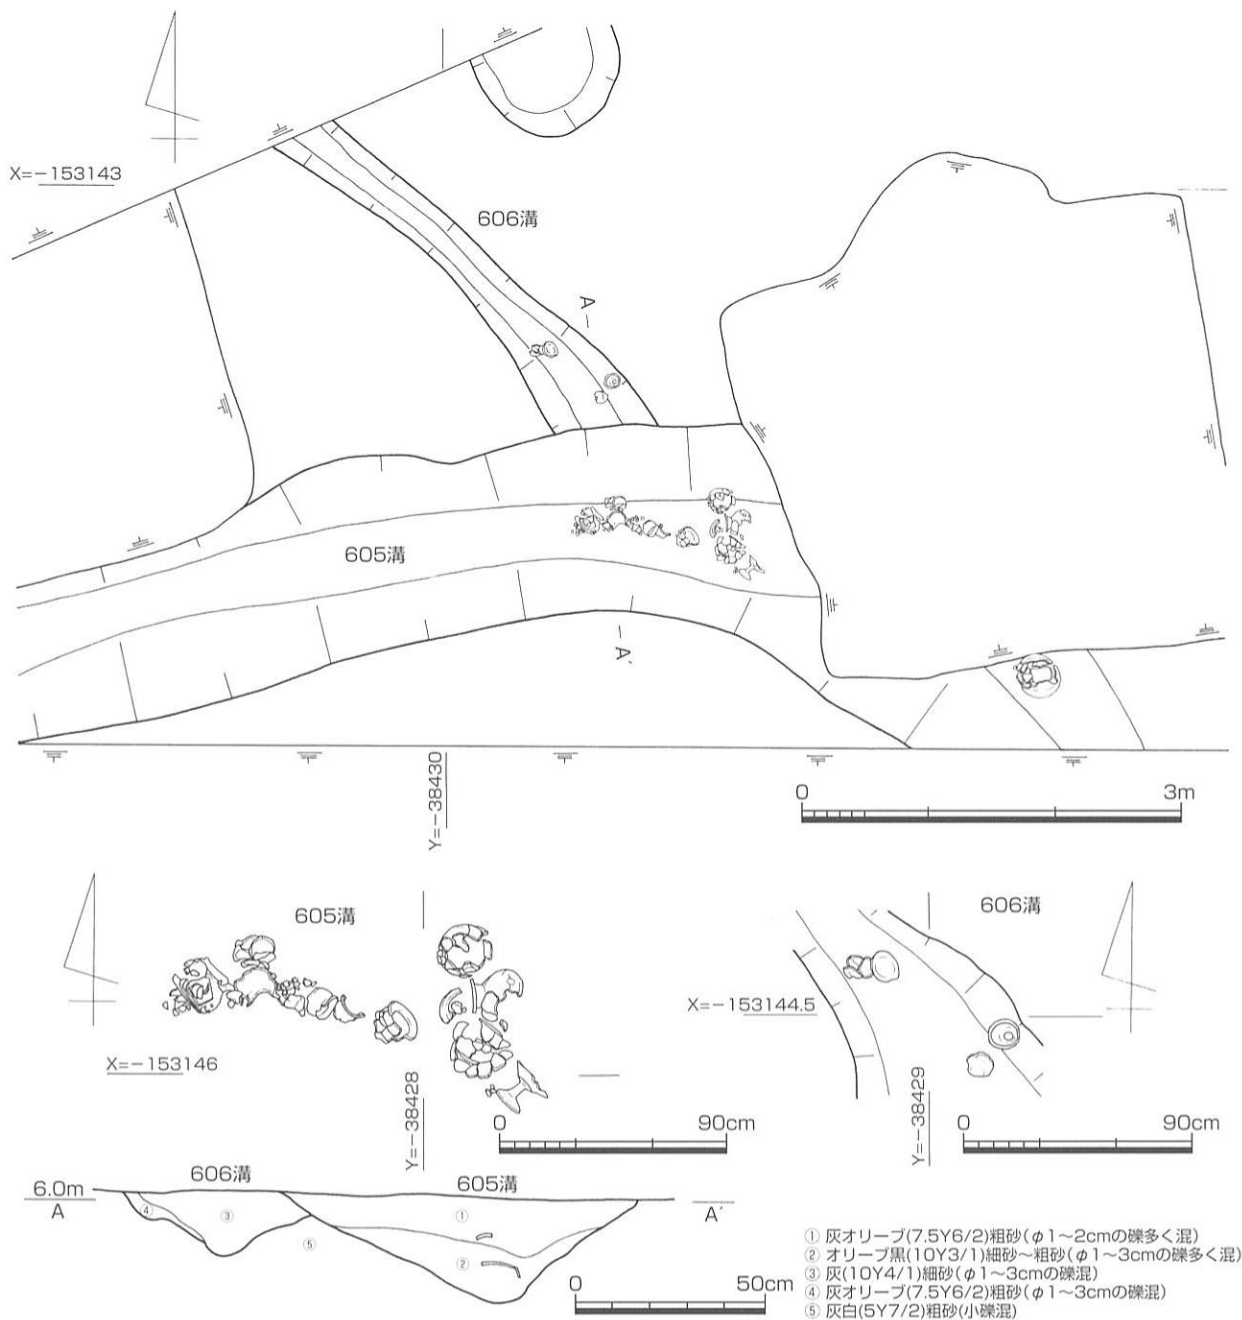 X=-153143
606溝
A
605溝
A′
Y=-38430
0 3m
605溝
X=-153146
Y=-38428
0 90cm
606溝
X=-153144.5
Y=-38429
0 90cm
606溝 605溝
6.0m
A A′
① ② ③ ④ ⑤
0 50cm
① 灰オリーブ(7.5Y6/2)粗砂(φ1〜2cmの礫多く混)
② オリーブ黒(10Y3/1)細砂〜粗砂(φ1〜3cmの礫多く混)
③ 灰(10Y4/1)細砂(φ1〜3cmの礫混)
④ 灰オリーブ(7.5Y6/2)粗砂(φ1〜3cmの礫混)
⑤ 灰白(5Y7/2)粗砂(小礫混)